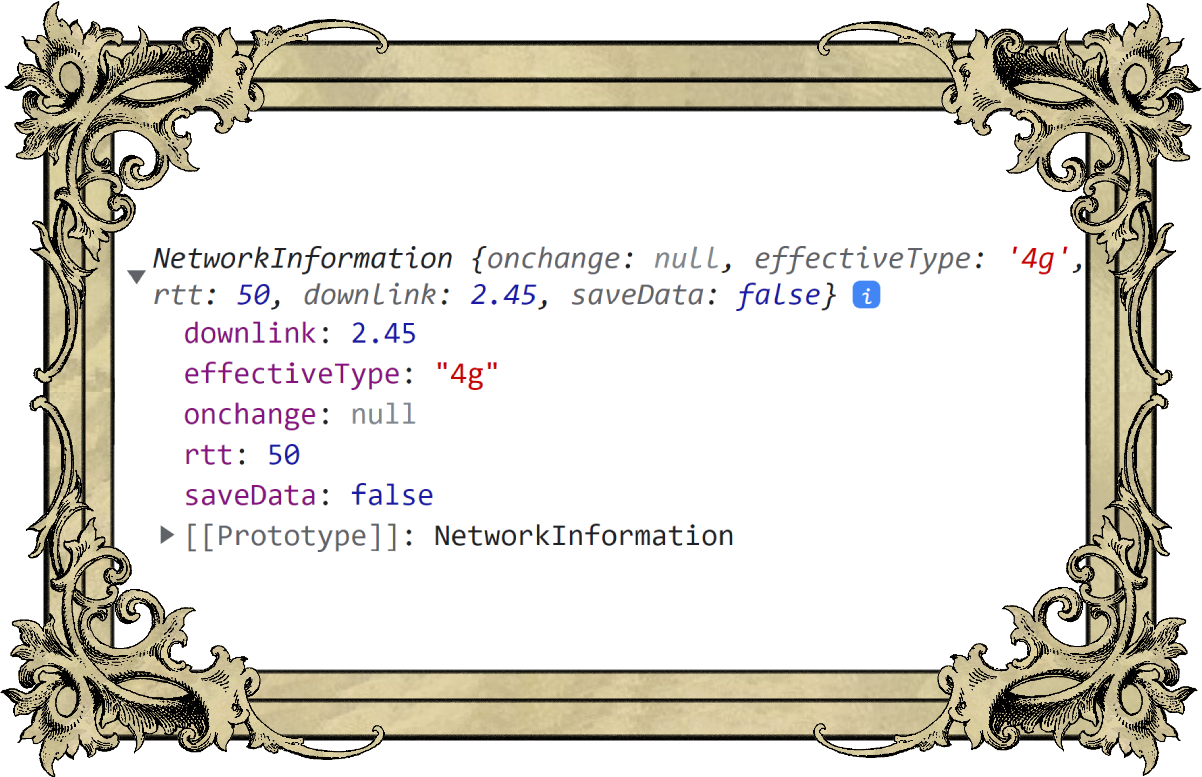 NetworkInformation {onchange: null, effectiveType: '4g',
rtt: 50, downlink: 2.45, saveData: false} i
downlink: 2.45
effectiveType: "4g"
onchange: null
rtt: 50
saveData: false
[[Prototype]]: NetworkInformation